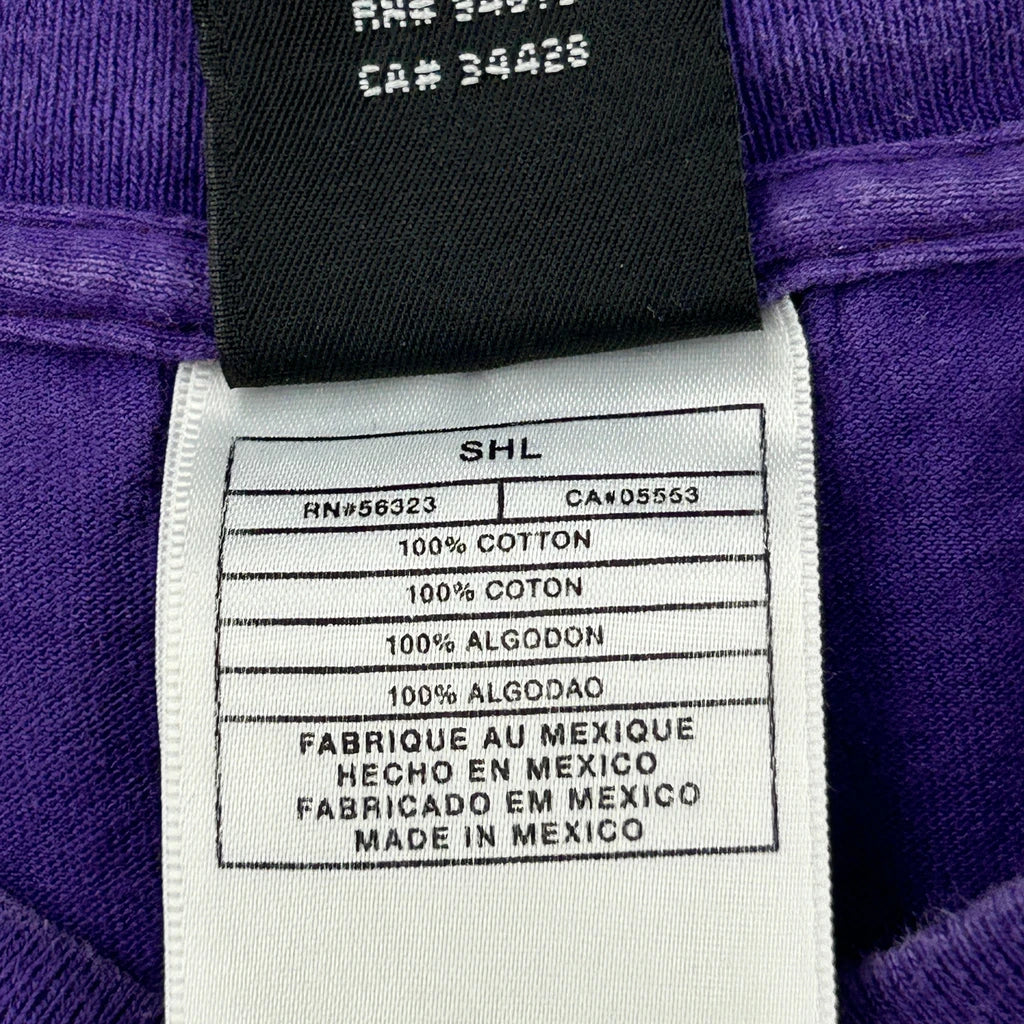 CA# 34428
SHL
RN#56323 CA#05553
100% COTTON
100% COTON
100% ALGODON
100% ALGODAO
FABRIQUE AU MEXIQUE
HECHO EN MEXICO
FABRICADO EM MEXICO
MADE IN MEXICO